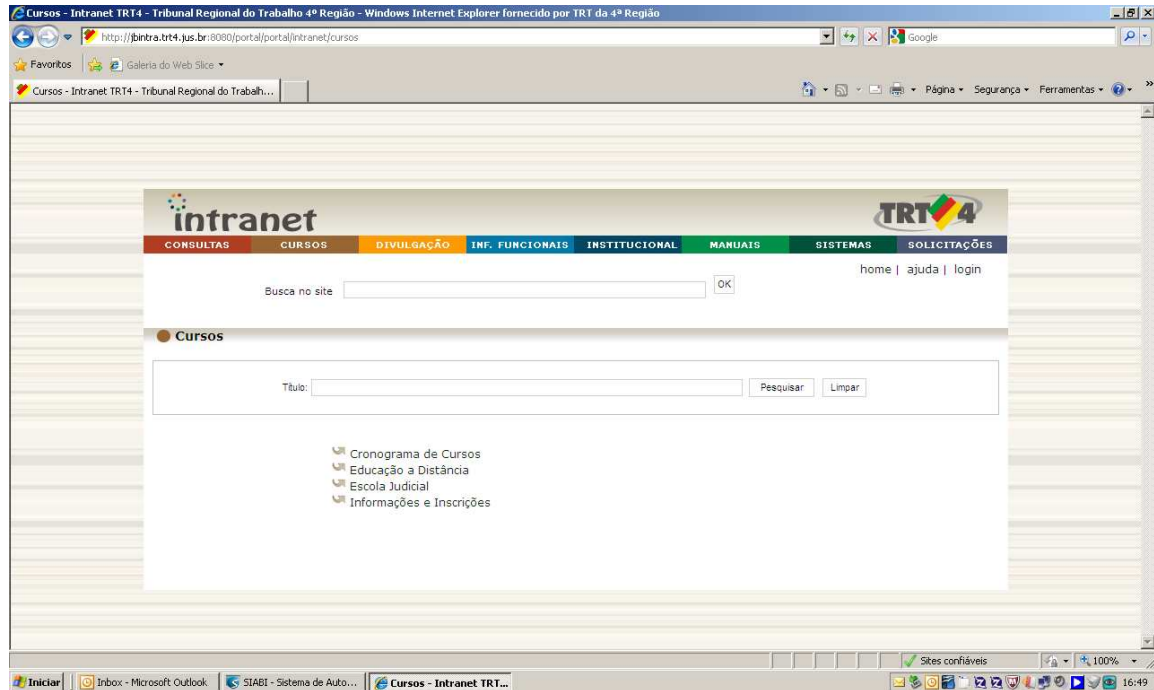 Cursos - Intranet TRT4 - Tribunal Regional do Trabalho 4º Região - Windows Internet Explorer fornecido por TRT da 4ª Região
http://jbintra.trt4.jus.br:8080/portal/portal/intranet/cursos
Google
Favoritos Galeria do Web Slice
Cursos - Intranet TRT4 - Tribunal Regional do Trabalh...
Página Segurança Ferramentas
intranet
TRT 4
CONSULTAS CURSOS DIVULGAÇÃO INF. FUNCIONAIS INSTITUCIONAL MANUAIS SISTEMAS SOLICITAÇÕES
home | ajuda | login
Busca no site OK
Cursos
Título: Pesquisar Limpar
Cronograma de Cursos
Educação a Distância
Escola Judicial
Informações e Inscrições
Sites confiáveis 100%
Iniciar Inbox - Microsoft Outlook SIABI - Sistema de Auto... Cursos - Intranet TRT... 16:49